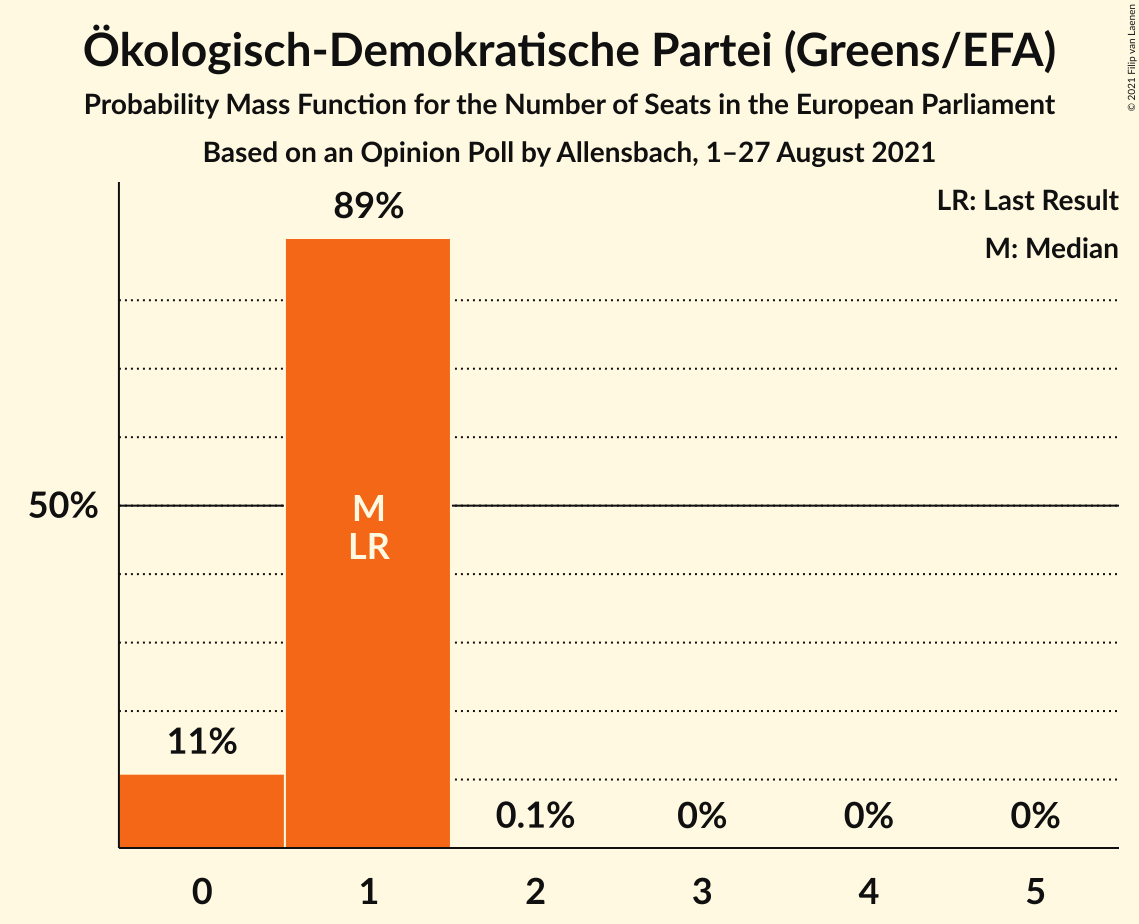 Ökologisch-Demokratische Partei (Greens/EFA)
Probability Mass Function for the Number of Seats in the European Parliament
Based on an Opinion Poll by Allensbach, 1–27 August 2021
© 2021 Filip van Laenen
LR: Last Result
M: Median
89%
50%
M
LR
11%
0.1%
0%
0%
0%
0
1
2
3
4
5